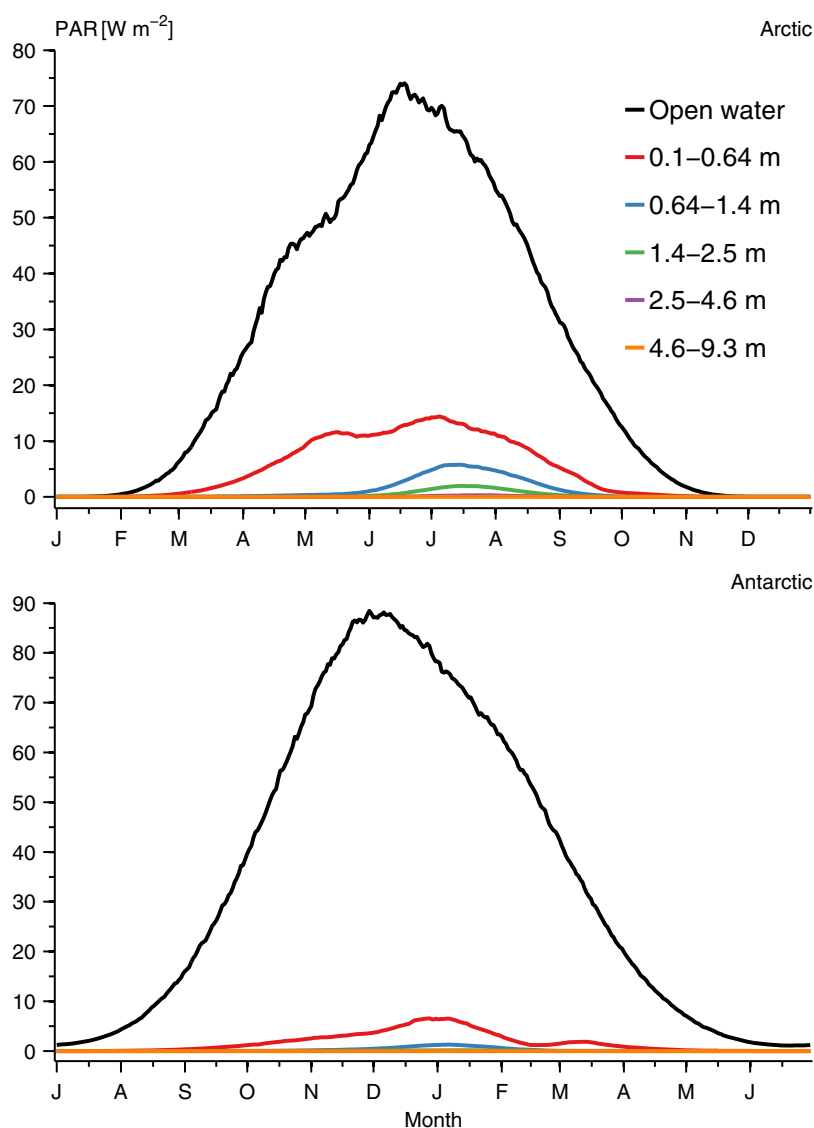 PAR [W m−2]
Arctic
80
70
60
50
40
30
20
10
0
Open water
0.1–0.64 m
0.64–1.4 m
1.4–2.5 m
2.5–4.6 m
4.6–9.3 m
J F M A M J J A S O N D
Antarctic
90
80
70
60
50
40
30
20
10
0
J A S O N D J F M A M J
Month